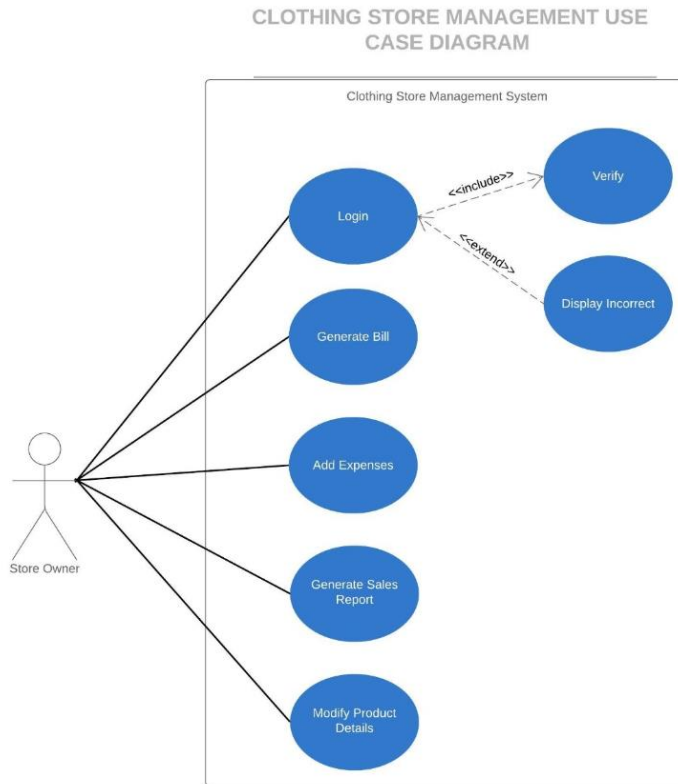 CLOTHING STORE MANAGEMENT USE
CASE DIAGRAM
Clothing Store Management System
Verify
<<include>>
Login
<<extend>>
Display Incorrect
Generate Bill
Add Expenses
Store Owner
Generate Sales
Report
Modify Product
Details